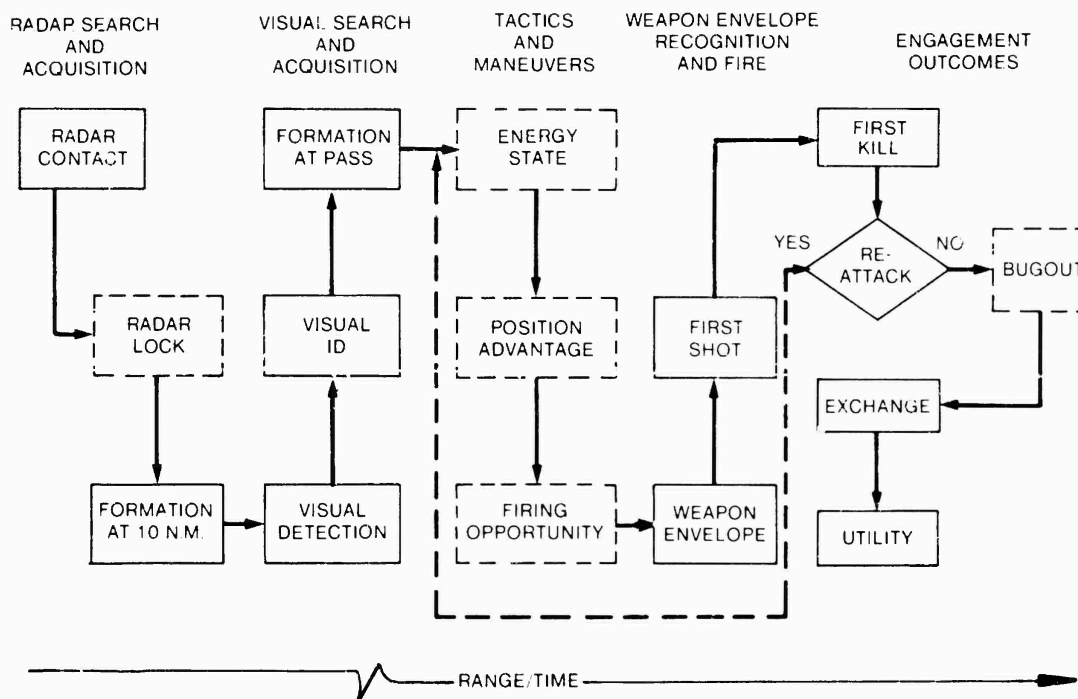 RADAR SEARCH
AND
ACQUISITION
VISUAL SEARCH
AND
ACQUISITION
TACTICS
AND
MANEUVERS
WEAPON ENVELOPE
RECOGNITION
AND FIRE
ENGAGEMENT
OUTCOMES
RADAR
CONTACT
RADAR
LOCK
FORMATION
AT 10 N.M.
FORMATION
AT PASS
VISUAL
ID
VISUAL
DETECTION
ENERGY
STATE
POSITION
ADVANTAGE
FIRING
OPPORTUNITY
FIRST
SHOT
WEAPON
ENVELOPE
FIRST
KILL
YES
RE-
ATTACK
NO
BUGOUT
EXCHANGE
UTILITY
RANGE/TIME